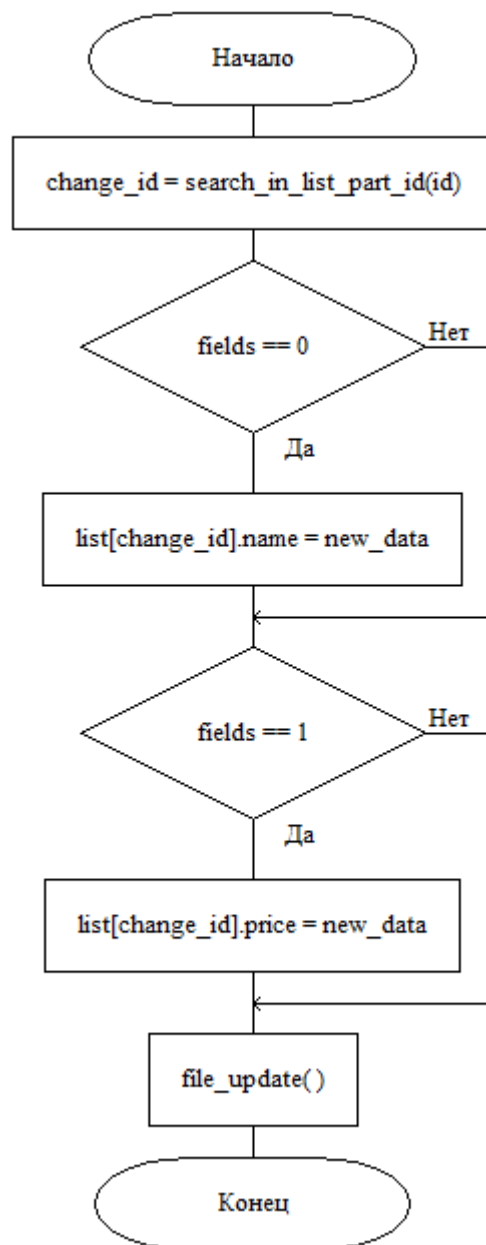 Начало
change_id = search_in_list_part_id(id)
fields == 0
Нет
Да
list[change_id].name = new_data
fields == 1
Нет
Да
list[change_id].price = new_data
file_update( )
Конец